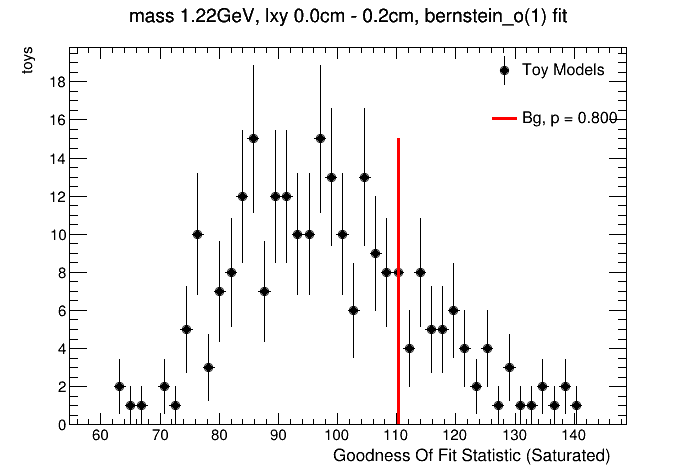 mass 1.22GeV, lxy 0.0cm - 0.2cm, bernstein_o(1) fit
toys
Toy Models
Bg, p = 0.800
18
16
14
12
10
8
6
4
2
0
60 70 80 90 100 110 120 130 140
Goodness Of Fit Statistic (Saturated)